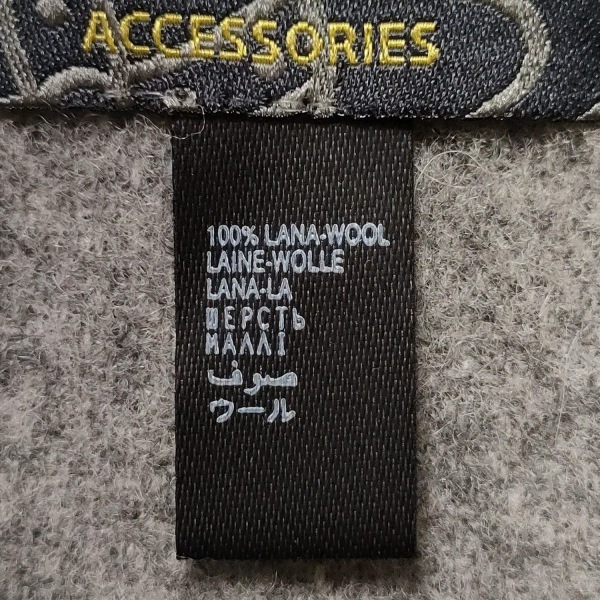 ACCESSORIES
100% LANA-WOOL
LAINE-WOLLE
LANA-LA
ШЕРСТЬ
ΜΑΛΛΙ
صوف
ウール